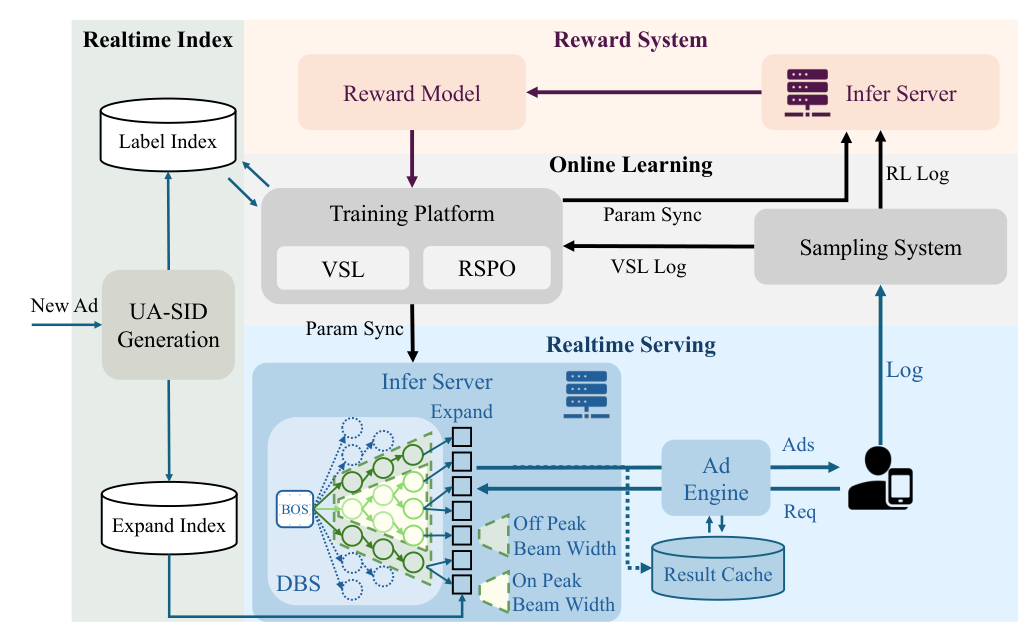 Realtime Index
Reward System
Reward Model
Infer Server
Label Index
Online Learning
RL Log
Training Platform
Param Sync
Sampling System
VSL
RSPO
VSL Log
New Ad
UA-SID
Generation
Param Sync
Realtime Serving
Infer Server
Log
Expand
Ad
Engine
Ads
Req
BOS
Expand Index
Off Peak
Beam Width
DBS
On Peak
Beam Width
Result Cache